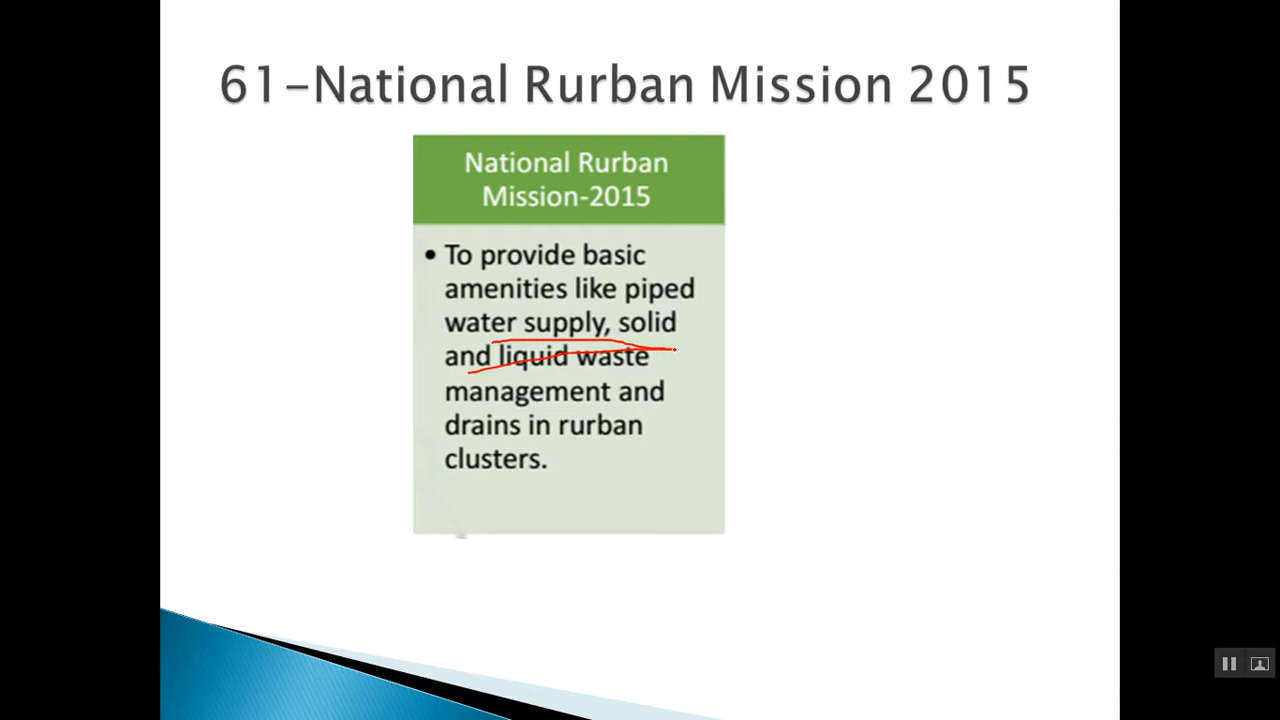 61-National Rurban Mission 2015
National Rurban
Mission-2015
• To provide basic
amenities like piped
water supply, solid
and liquid waste
management and
drains in rurban
clusters.